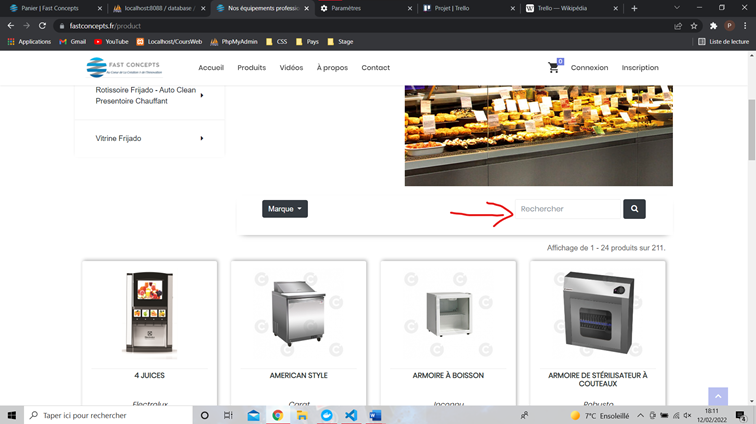 Panier | Fast Concepts
localhost:8088 / database /
Nos équipements profession
Paramètres
Projet | Trello
Trello — Wikipédia
fastconcepts.fr/product
Applications
Gmail
YouTube
Localhost/CoursWeb
PhpMyAdmin
CSS
Pays
Stage
Liste de lecture
FAST CONCEPTS
Accueil
Produits
Vidéos
À propos
Contact
0
Connexion
Inscription
Rotissoire Frijado - Auto Clean
Presentoire Chauffant
Vitrine Frijado
Marque
Rechercher
Affichage de 1 - 24 produits sur 211.
4 JUICES
AMERICAN STYLE
ARMOIRE À BOISSON
ARMOIRE DE STÉRILISATEUR À
COUTEAUX
Electrolux
Carat
Robusta
Taper ici pour rechercher
7°C Ensoleillé
18:11
12/02/2022